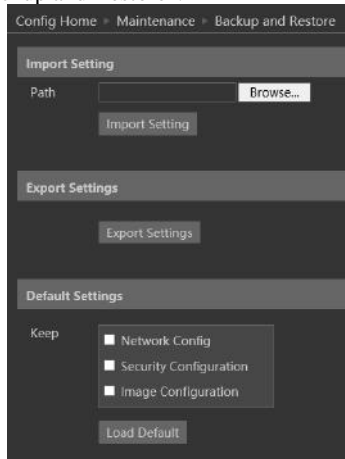 Config Home ▸ Maintenance ▸ Backup and Restore
Import Setting
Path Browse...
Import Setting
Export Settings
Export Settings
Default Settings
Keep
Network Config
Security Configuration
Image Configuration
Load Default